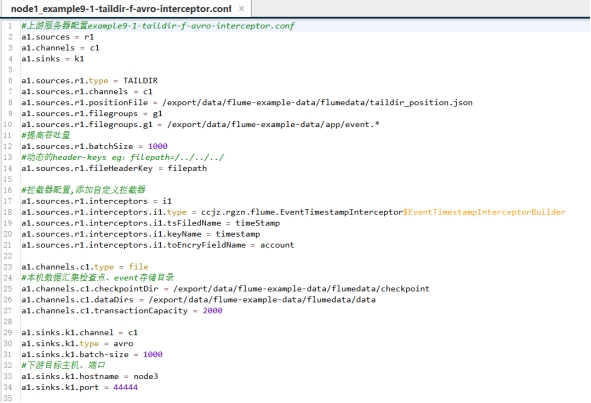 node1_example9-1-taildir-f-avro-interceptor.conf ×
1 #上游服务器配置example9-1-taildir-f-avro-interceptor.conf
2 a1.sources = r1
3 a1.channels = c1
4 a1.sinks = k1
5
6 a1.sources.r1.type = TAILDIR
7 a1.sources.r1.channels = c1
8 a1.sources.r1.positionFile = /export/data/flume-example-data/flumedata/taildir_position.json
9 a1.sources.r1.filegroups = g1
10 a1.sources.r1.filegroups.g1 = /export/data/flume-example-data/app/event.*
11 #提高吞吐量
12 a1.sources.r1.batchSize = 1000
13 #动态的header-keys eg：filepath=/../../../
14 a1.sources.r1.fileHeaderKey = filepath
15
16 #拦截器配置,添加自定义拦截器
17 a1.sources.r1.interceptors = i1
18 a1.sources.r1.interceptors.i1.type = ccjz.rgzn.flume.EventTimestampInterceptor$EventTimestampInterceptorBuilder
19 a1.sources.r1.interceptors.i1.tsFiledName = timeStamp
20 a1.sources.r1.interceptors.i1.keyName = timestamp
21 a1.sources.r1.interceptors.i1.toEncryFieldName = account
22
23 a1.channels.c1.type = file
24 #本机数据汇集检查点、event存储目录
25 a1.channels.c1.checkpointDir = /export/data/flume-example-data/flumedata/checkpoint
26 a1.channels.c1.dataDirs = /export/data/flume-example-data/flumedata/data
27 a1.channels.c1.transactionCapacity = 2000
28
29 a1.sinks.k1.channel = c1
30 a1.sinks.k1.type = avro
31 a1.sinks.k1.batch-size = 1000
32 #下游目标主机、端口
33 a1.sinks.k1.hostname = node3
34 a1.sinks.k1.port = 44444
35